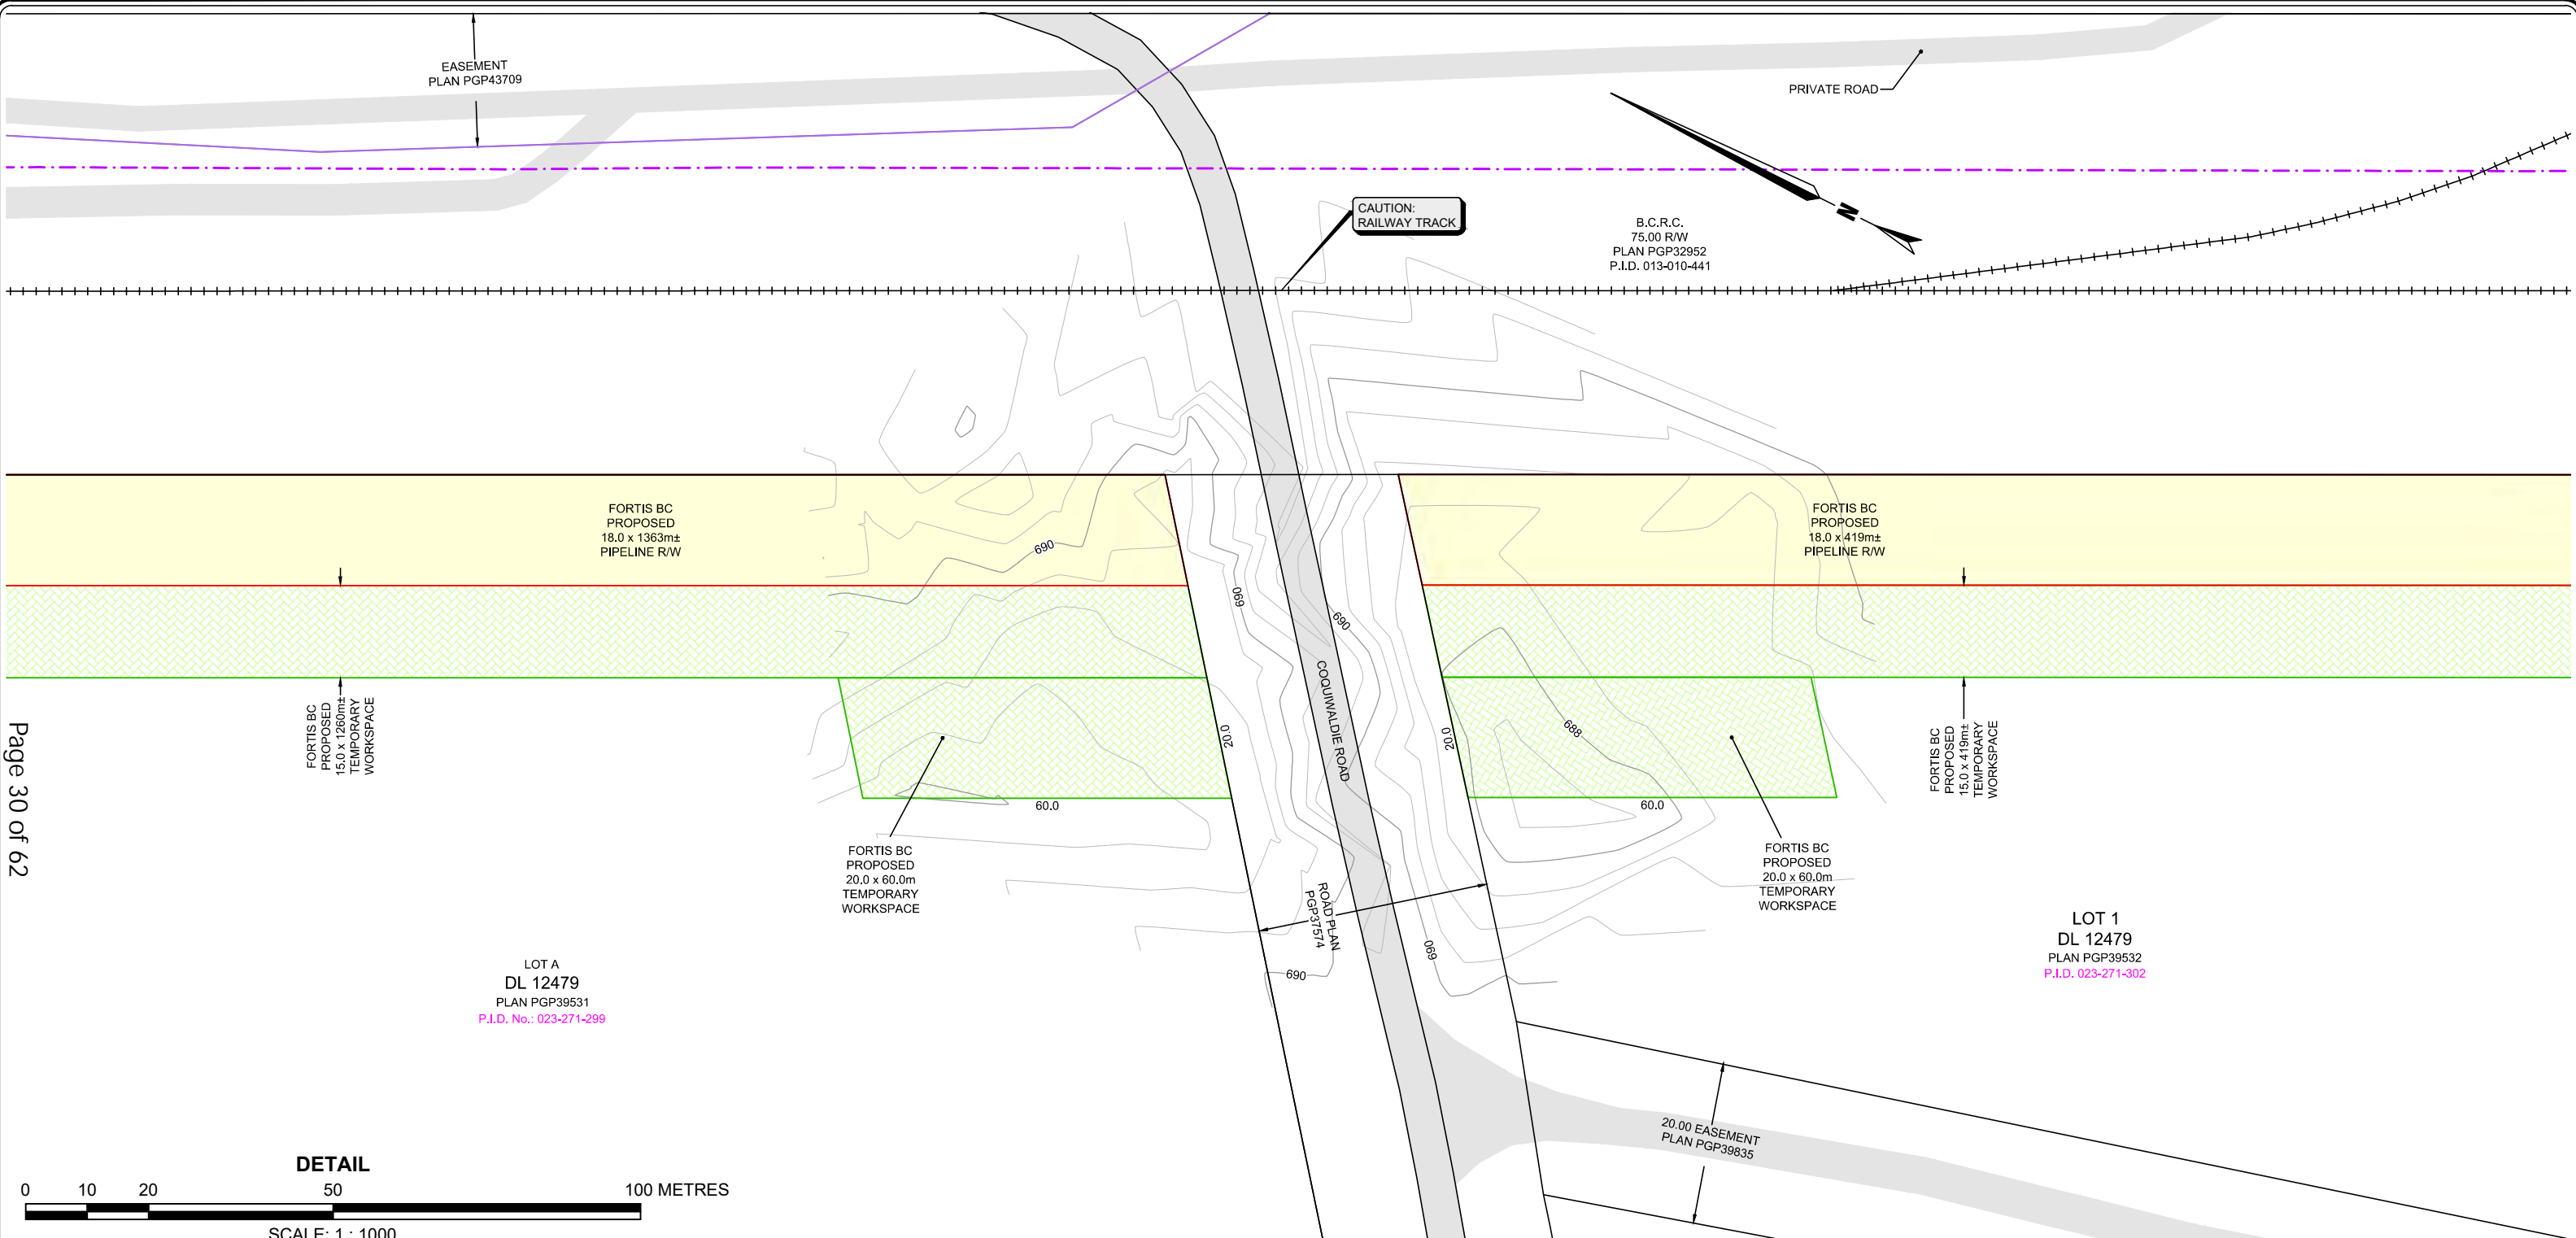 EASEMENT
PLAN PGP43709
PRIVATE ROAD
N
CAUTION:
RAILWAY TRACK
B.C.R.C.
75.00 R/W
PLAN PGP32952
P.I.D. 013-010-441
FORTIS BC
PROPOSED
18.0 x 1363m±
PIPELINE R/W
FORTIS BC
PROPOSED
18.0 x 419m±
PIPELINE R/W
690
690
690
FORTIS BC
PROPOSED
15.0 x 1260m±
TEMPORARY
WORKSPACE
20.0
COQUIWALDIE ROAD
20.0
688
FORTIS BC
PROPOSED
15.0 x 419m±
TEMPORARY
WORKSPACE
60.0
60.0
FORTIS BC
PROPOSED
20.0 x 60.0m
TEMPORARY
WORKSPACE
FORTIS BC
PROPOSED
20.0 x 60.0m
TEMPORARY
WORKSPACE
ROAD PLAN
PGP37574
690
690
LOT A
DL 12479
PLAN PGP39531
P.I.D. No.: 023-271-299
LOT 1
DL 12479
PLAN PGP39532
P.I.D. 023-271-302
20.00 EASEMENT
PLAN PGP39835
Page 30 of 62
DETAIL
0 10 20 50 100 METRES
SCALE: 1 : 1000